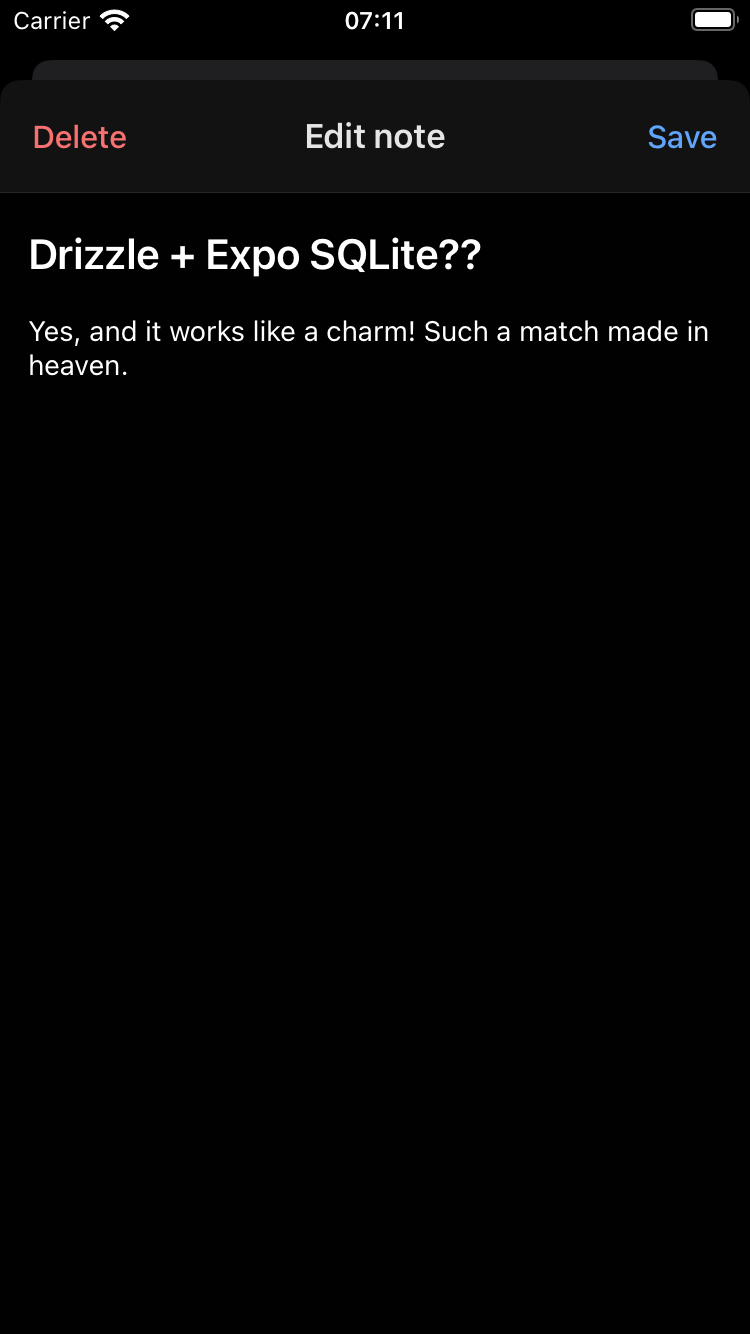 Carrier 07:11
Delete Edit note Save
Drizzle + Expo SQLite??
Yes, and it works like a charm! Such a match made in
heaven.